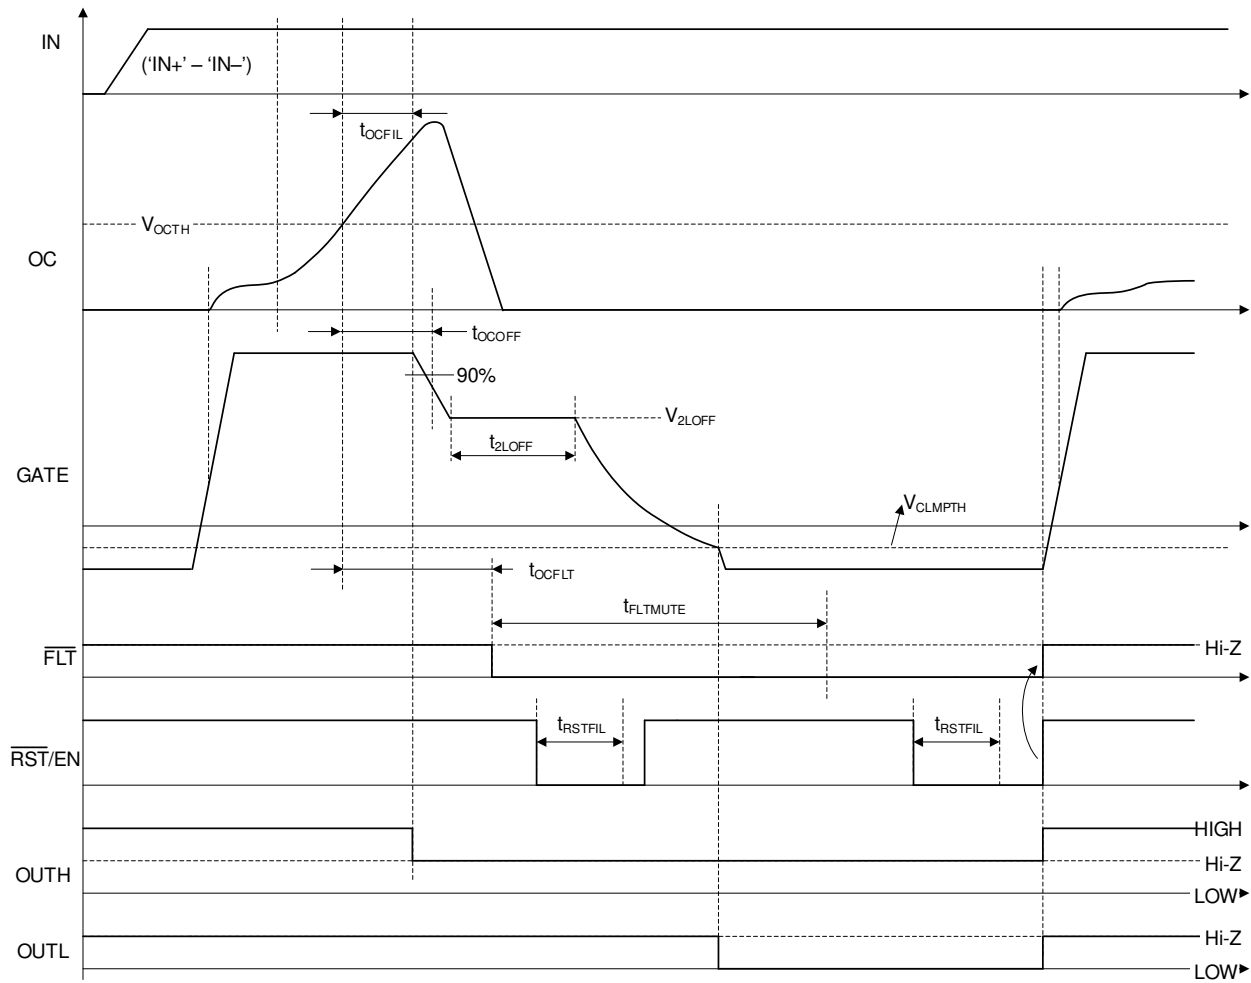 IN
('IN+' – 'IN–')
tOCFIL
VOCTH
OC
tOCOFF
90%
V2LOFF
t2LOFF
GATE
VCLMPTH
tOCFLT
tFLTMUTE
FLT
Hi-Z
tRSTFIL
tRSTFIL
RST/EN
HIGH
Hi-Z
OUTH
LOW
Hi-Z
OUTL
LOW